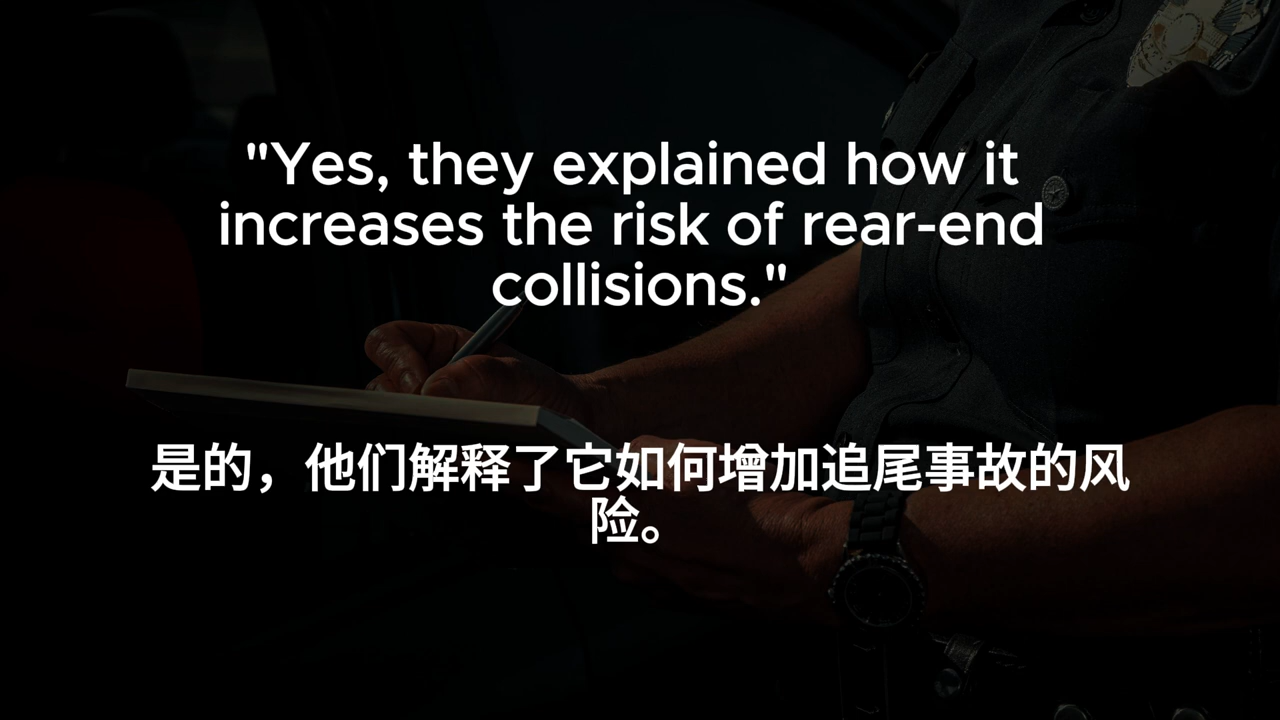 "Yes, they explained how it
increases the risk of rear-end
collisions."
是的，他们解释了它如何增加追尾事故的风
险。